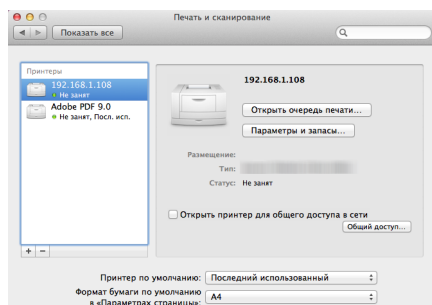 Печать и сканирование
Показать все
Принтеры
192.168.1.108
Не занят
Adobe PDF 9.0
Не занят, Посл. исп.
+ −
192.168.1.108
Открыть очередь печати...
Параметры и запасы...
Размещение:
Тип:
Статус: Не занят
Открыть принтер для общего доступа в сети
Общий доступ...
Принтер по умолчанию: Последний использованный
Формат бумаги по умолчанию
в «Параметрах страницы»: A4